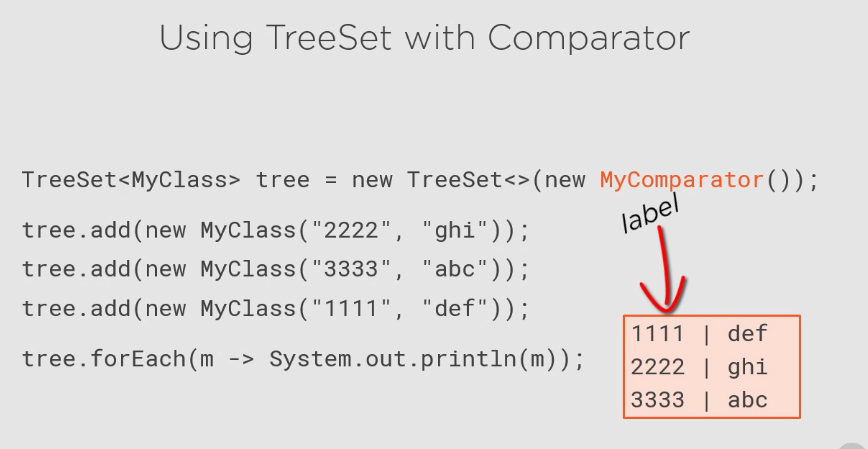 Using TreeSet with Comparator
TreeSet<MyClass> tree = new TreeSet<>(new MyComparator());
tree.add(new MyClass("2222", "ghi"));
tree.add(new MyClass("3333", "abc"));
tree.add(new MyClass("1111", "def"));
tree.forEach(m -> System.out.println(m));
label
1111 | def
2222 | ghi
3333 | abc